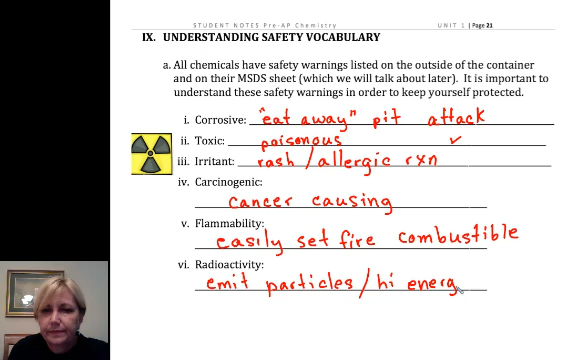 STUDENT NOTES Pre-AP Chemistry UNIT 1 | Page 21
IX. UNDERSTANDING SAFETY VOCABULARY
a. All chemicals have safety warnings listed on the outside of the container
and on their MSDS sheet (which we will talk about later). It is important to
understand these safety warnings in order to keep yourself protected.
i. Corrosive: "eat away" pit attack
ii. Toxic: poisonous ✓
iii. Irritant: rash / allergic rxn
iv. Carcinogenic:
cancer causing
v. Flammability:
easily set fire combustible
vi. Radioactivity:
emit particles / hi energ